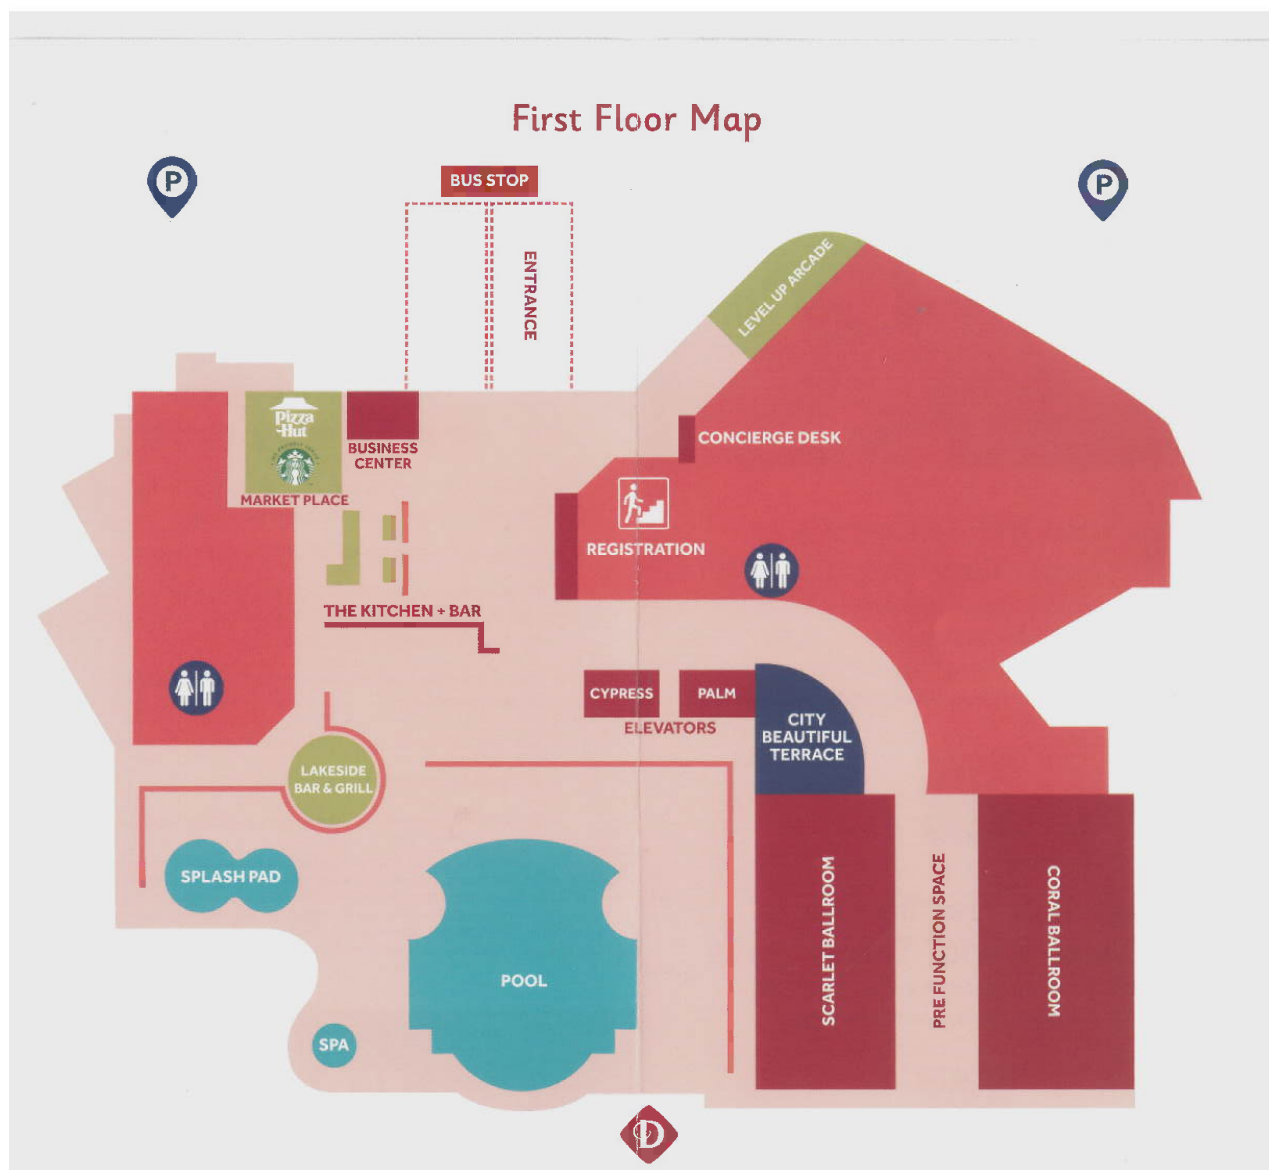 First Floor Map
P
P
BUS STOP
ENTRANCE
LEVEL UP ARCADE
Pizza
Hut
BUSINESS
CENTER
MARKET PLACE
CONCIERGE DESK
REGISTRATION
THE KITCHEN + BAR
CYPRESS
PALM
ELEVATORS
CITY
BEAUTIFUL
TERRACE
LAKESIDE
BAR & GRILL
SPLASH PAD
POOL
SPA
SCARLET BALLROOM
PRE FUNCTION SPACE
CORAL BALLROOM
D